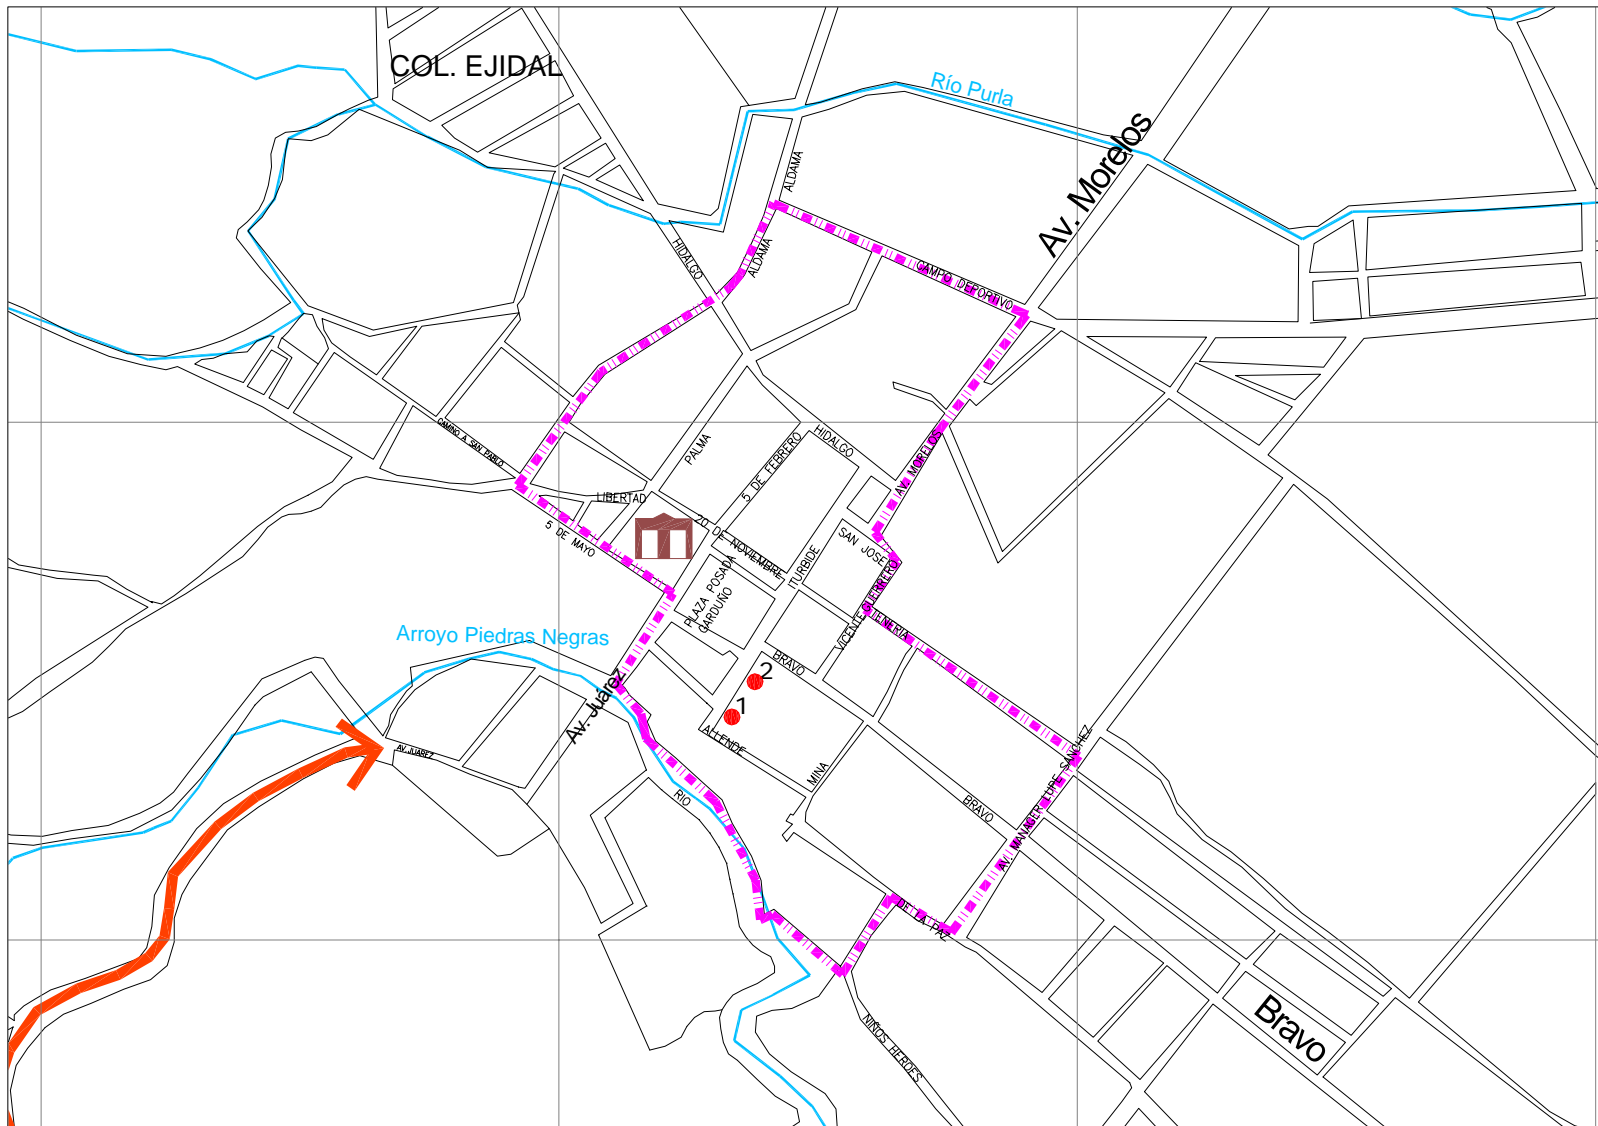 COL. EJIDAL
Río Purla
Av. Morelos
ALDAMA
HIDALGO
ALDAMA
CAMPO DEPORTIVO
CAMINO A SAN PABLO
PALMA
5 DE FEBRERO
HIDALGO
AV. MORELOS
LIBERTAD
5 DE MAYO
20 DE NOVIEMBRE
ITURBIDE
SAN JOSE
PLAZA POSADA
GARDUÑO
VICENTE GUERRERO
TENERIA
Arroyo Piedras Negras
BRAVO
2
1
Av. Juárez
ALLENDE
AV. JUAREZ
MINA
RIO
BRAVO
AV. MANAGER LUPE SANCHEZ
DE LA PAZ
NIÑOS HEROES
Bravo